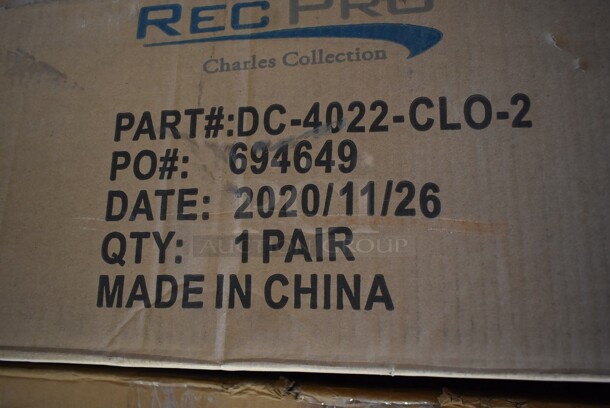 REC PRO
Charles Collection
PART#:DC-4022-CLO-2
PO#: 694649
DATE: 2020/11/26
QTY: 1 PAIR
MADE IN CHINA